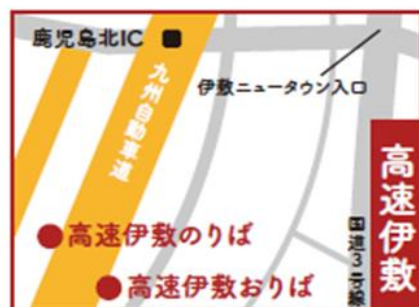 鹿児島北IC
九州自動車道
伊敷ニュータウン入口
高速伊敷
高速伊敷のりば
国道3号線
高速伊敷おりば